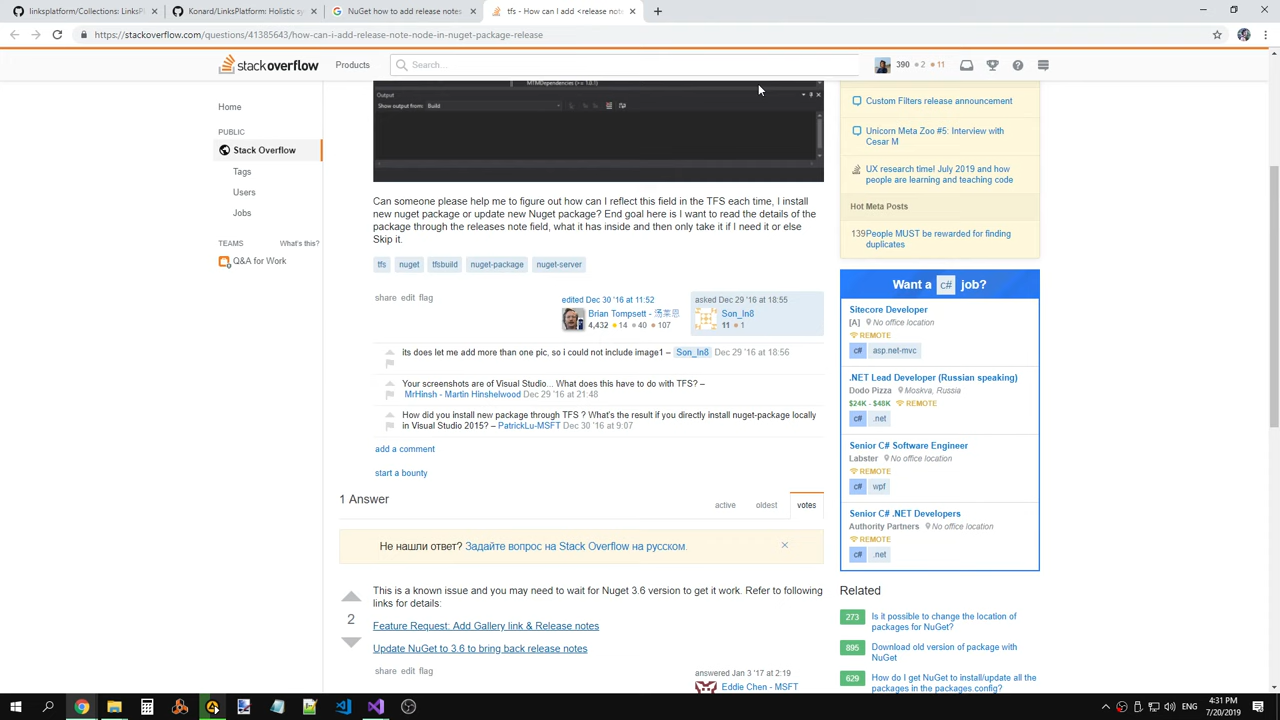 linksplatform/Collections: LinksPl
Konard/LinksPlatform: Holistic sy
NuGet how to add release notes
tfs - How can I add release note
https://stackoverflow.com/questions/41385643/how-can-i-add-release-note-node-in-nuget-package-release
stackoverflow
Products
Search...
390 2 11
MTMDependencies (>= 1.0.1)
Output
Show output from: Build
Home
PUBLIC
Stack Overflow
Tags
Users
Jobs
TEAMS What's this?
Q&A for Work
Can someone please help me to figure out how can I reflect this field in the TFS each time, I install
new nuget package or update new Nuget package? End goal here is I want to read the details of the
package through the releases note field, what it has inside and then only take it if I need it or else
Skip it.
tfs nuget tfsbuild nuget-package nuget-server
share edit flag
edited Dec 30 '16 at 11:52
Brian Tompsett - 汤莱恩
4,432 14 40 107
asked Dec 29 '16 at 18:55
Son_In8
11 1
its does let me add more than one pic, so i could not include image1 – Son_In8 Dec 29 '16 at 18:56
Your screenshots are of Visual Studio... What does this have to do with TFS? –
MrHinsh - Martin Hinshelwood Dec 29 '16 at 21:48
How did you install new package through TFS ? What's the result if you directly install nuget-package locally
in Visual Studio 2015? – PatrickLu-MSFT Dec 30 '16 at 9:07
add a comment
start a bounty
1 Answer
active oldest votes
Не нашли ответ? Задайте вопрос на Stack Overflow на русском.
This is a known issue and you may need to wait for Nuget 3.6 version to get it work. Refer to following
links for details:
2
Feature Request: Add Gallery link & Release notes
Update NuGet to 3.6 to bring back release notes
share edit flag
answered Jan 3 '17 at 2:19
Eddie Chen - MSFT
Custom Filters release announcement
Unicorn Meta Zoo #5: Interview with
Cesar M
UX research time! July 2019 and how
people are learning and teaching code
Hot Meta Posts
139 People MUST be rewarded for finding
duplicates
Want a c# job?
Sitecore Developer
[A] No office location
REMOTE
c# asp.net-mvc
.NET Lead Developer (Russian speaking)
Dodo Pizza Moskva, Russia
$24K - $48K REMOTE
c# .net
Senior C# Software Engineer
Labster No office location
REMOTE
c# wpf
Senior C# .NET Developers
Authority Partners No office location
REMOTE
c# .net
Related
273 Is it possible to change the location of
packages for NuGet?
895 Download old version of package with
NuGet
629 How do I get NuGet to install/update all the
packages in the packages.config?
ENG
4:31 PM
7/20/2019